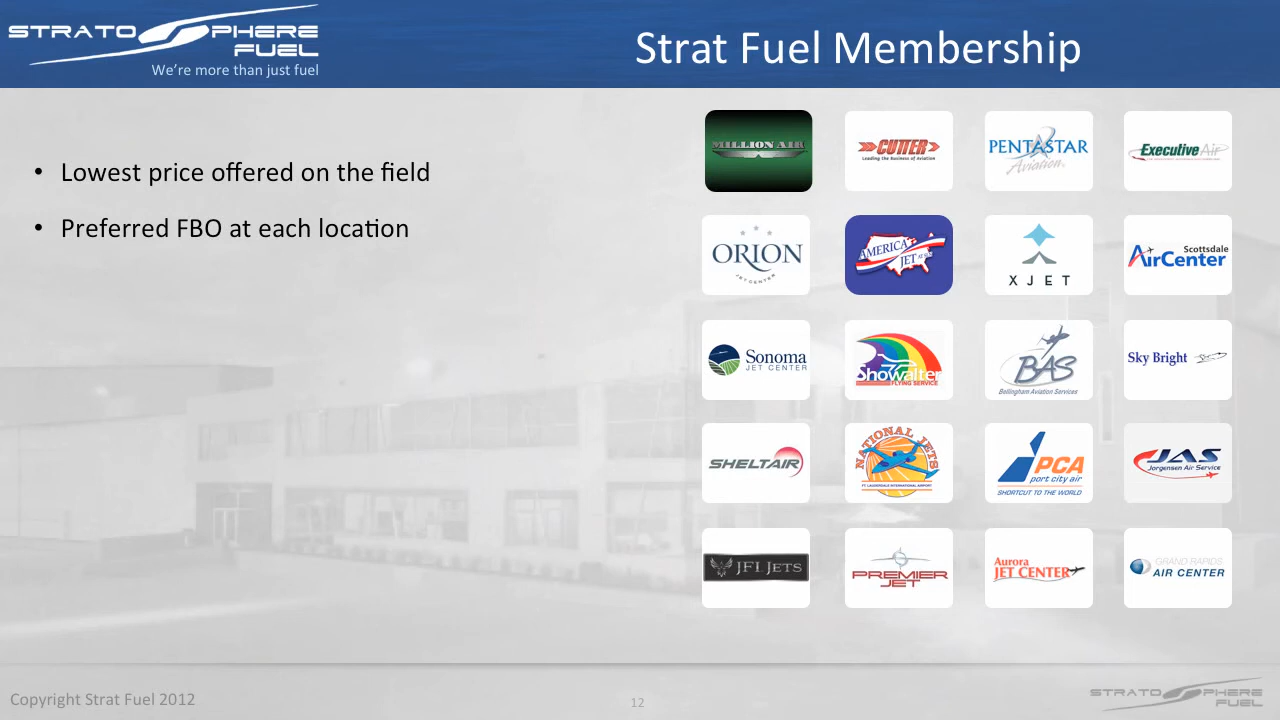 STRATOSPHERE
FUEL
We're more than just fuel
Strat Fuel Membership
• Lowest price offered on the field
• Preferred FBO at each location
MILLION AIR
CUTTER
Leading the Business of Aviation
PENTASTAR
Aviation
Executive Air
ORION
JET CENTER
AMERICA
JET
XJET
Scottsdale
AirCenter
Sonoma
JET CENTER
Showalter
FLYING SERVICE
BAS
Bellingham Aviation Services
Sky Bright
SHELTAIR
NATIONAL JETS
FT. LAUDERDALE INTERNATIONAL AIRPORT
PCA
port city air
SHORTCUT TO THE WORLD
JAS
Jorgensen Air Service
JFI JETS
PREMIER
JET
Aurora
JET CENTER
GRAND RAPIDS
AIR CENTER
Copyright Strat Fuel 2012
12
STRATOSPHERE
FUEL